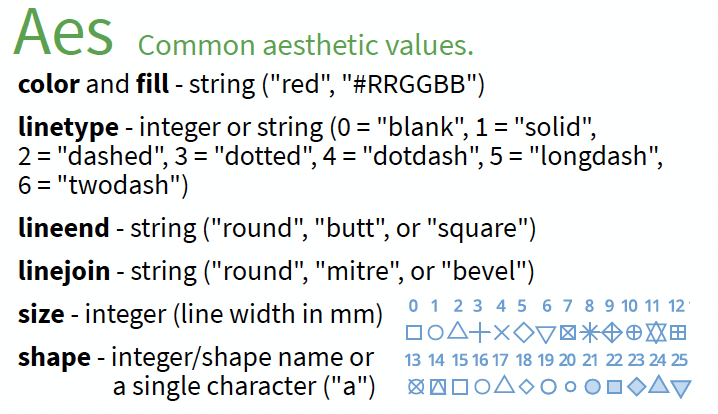 Aes Common aesthetic values.
color and fill - string ("red", "#RRGGBB")
linetype - integer or string (0 = "blank", 1 = "solid",
2 = "dashed", 3 = "dotted", 4 = "dotdash", 5 = "longdash",
6 = "twodash")
lineend - string ("round", "butt", or "square")
linejoin - string ("round", "mitre", or "bevel")
size - integer (line width in mm)
shape - integer/shape name or
a single character ("a")
0 1 2 3 4 5 6 7 8 9 10 11 12
13 14 15 16 17 18 19 20 21 22 23 24 25